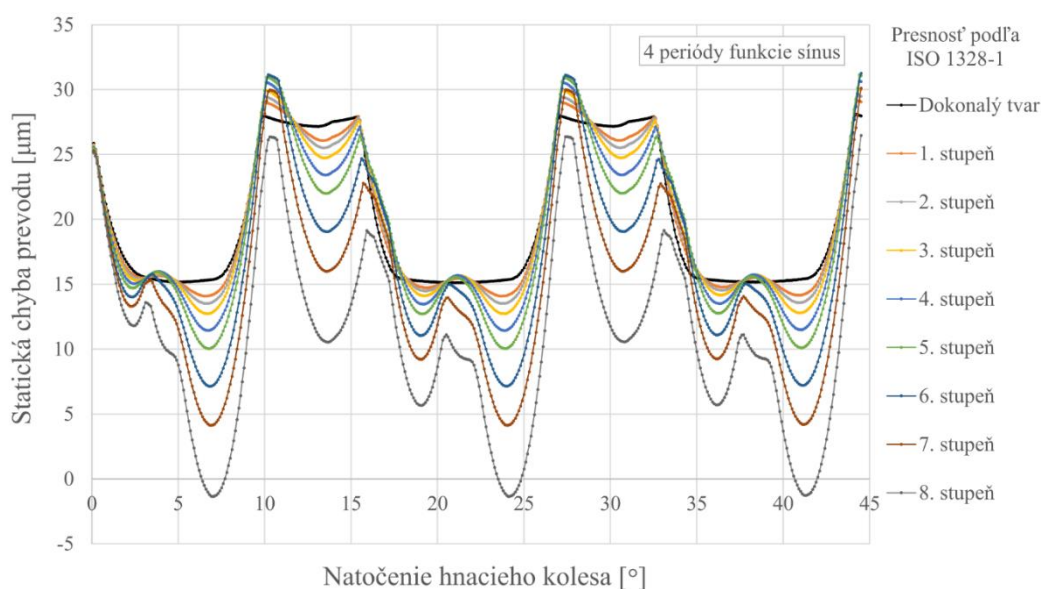 4 periódy funkcie sínus
Presnosť podľa
ISO 1328-1
Dokonalý tvar
1. stupeň
2. stupeň
3. stupeň
4. stupeň
5. stupeň
6. stupeň
7. stupeň
8. stupeň
Statická chyba prevodu [µm]
35
30
25
20
15
10
5
0
-5
0
5
10
15
20
25
30
35
40
45
Natočenie hnacieho kolesa [°]